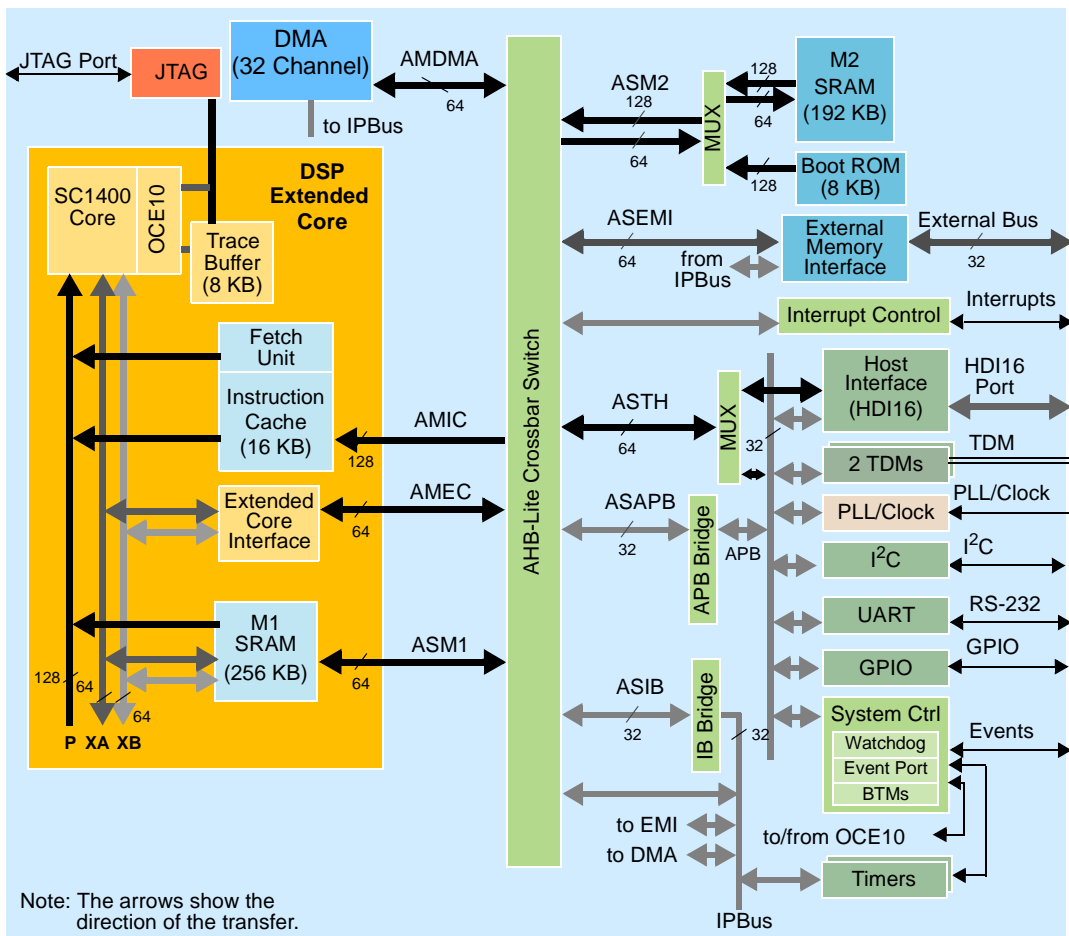 JTAG Port
JTAG
DMA
(32 Channel)
AMDMA
64
to IPBus
DSP
Extended
Core
SC1400
Core
OCE10
Trace
Buffer
(8 KB)
Fetch
Unit
Instruction
Cache
(16 KB)
AMIC
128
Extended
Core
Interface
AMEC
64
M1
SRAM
(256 KB)
ASM1
64
128
64
64
P
XA
XB
AHB-Lite Crossbar Switch
ASM2
128
64
MUX
128
64
128
M2
SRAM
(192 KB)
Boot ROM
(8 KB)
ASEMI
64
from
IPBus
External
Memory
Interface
External Bus
32
Interrupt Control
Interrupts
ASTH
64
MUX
32
Host
Interface
(HDI16)
HDI16
Port
2 TDMs
TDM
ASAPB
32
APB Bridge
APB
PLL/Clock
PLL/Clock
I2C
I2C
UART
RS-232
GPIO
GPIO
ASIB
32
IB Bridge
32
System Ctrl
Watchdog
Event Port
BTMs
Events
to EMI
to DMA
to/from OCE10
Timers
IPBus
Note: The arrows show the
direction of the transfer.